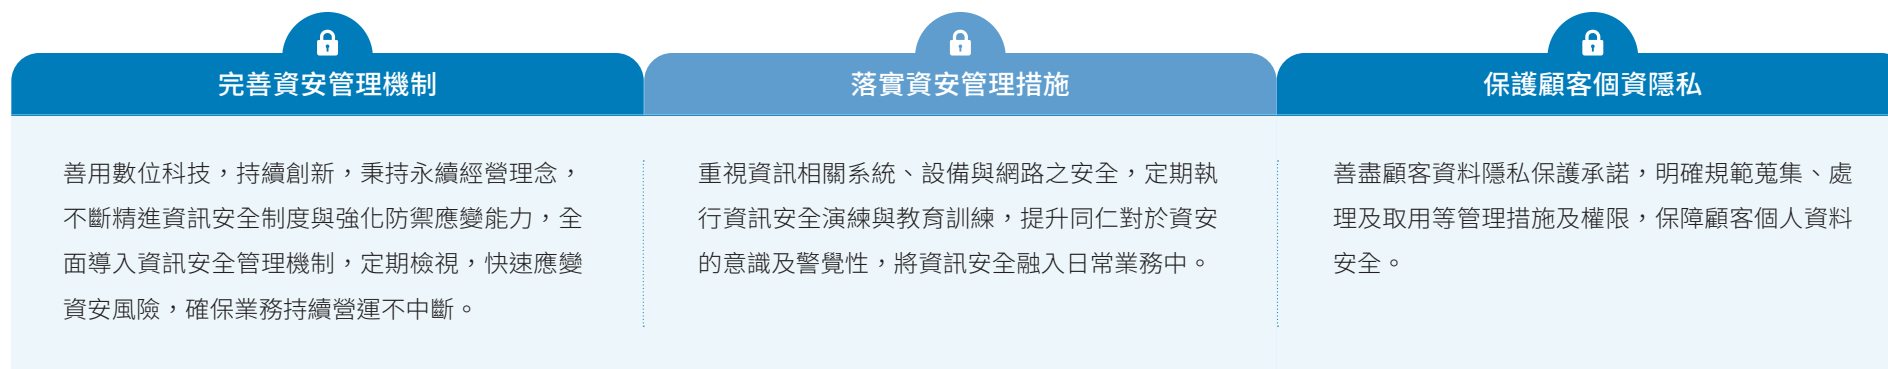 完善資安管理機制
善用數位科技，持續創新，秉持永續經營理念，
不斷精進資訊安全制度與強化防禦應變能力，全
面導入資訊安全管理機制，定期檢視，快速應變
資安風險，確保業務持續營運不中斷。
落實資安管理措施
重視資訊相關系統、設備與網路之安全，定期執
行資訊安全演練與教育訓練，提升同仁對於資安
的意識及警覺性，將資訊安全融入日常業務中。
保護顧客個資隱私
善盡顧客資料隱私保護承諾，明確規範蒐集、處
理及取用等管理措施及權限，保障顧客個人資料
安全。